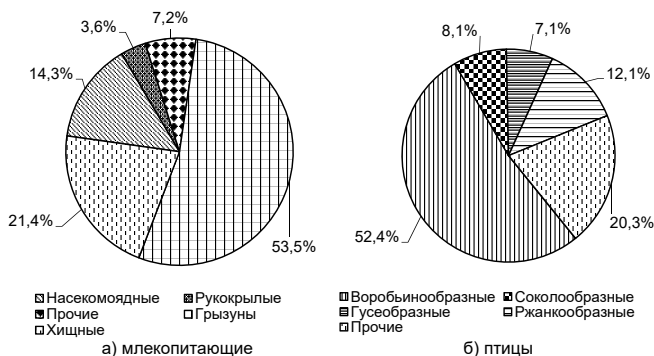 7,2%
3,6%
14,3%
21,4%
53,5%
Насекомоядные Рукокрылые
Прочие Грызуны
Хищные
а) млекопитающие
8,1%
7,1%
12,1%
52,4%
20,3%
Воробьинообразные Соколообразные
Гусеобразные Ржанкообразные
Прочие
б) птицы